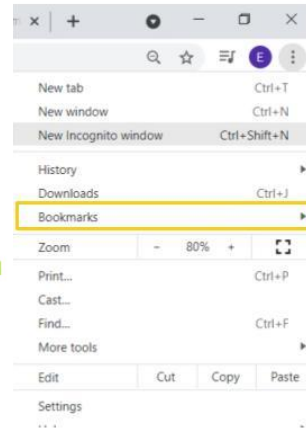 E
New tab Ctrl+T
New window Ctrl+N
New Incognito window Ctrl+Shift+N
History
Downloads Ctrl+J
Bookmarks
Zoom - 80% +
Print... Ctrl+P
Cast...
Find... Ctrl+F
More tools
Edit Cut Copy Paste
Settings